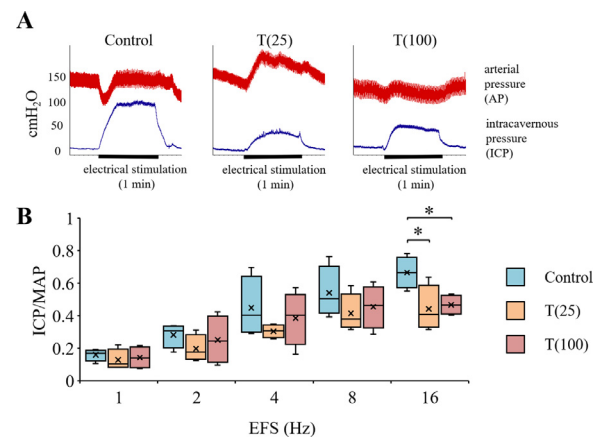 A
Control
T(25)
T(100)
cmH2O
150
100
50
0
arterial
pressure
(AP)
intracavernous
pressure
(ICP)
electrical stimulation
(1 min)
electrical stimulation
(1 min)
electrical stimulation
(1 min)
B
ICP/MAP
1
0.8
0.6
0.4
0.2
0
*
*
Control
T(25)
T(100)
1
2
4
8
16
EFS (Hz)